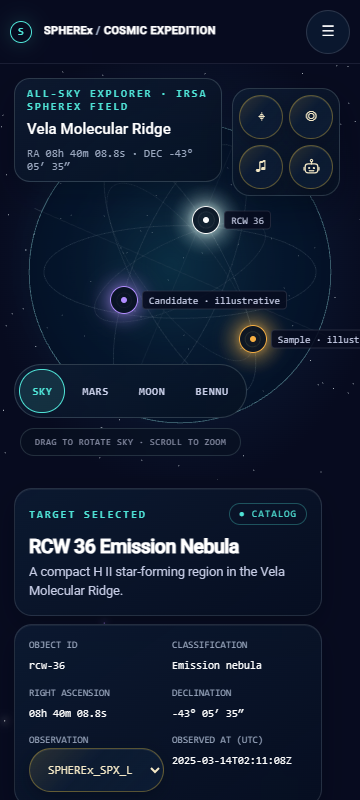 S SPHEREx / COSMIC EXPEDITION
ALL-SKY EXPLORER · IRSA
SPHEREX FIELD
Vela Molecular Ridge
RA 08h 40m 08.8s · DEC -43°
05′ 35″
RCW 36
Candidate · illustrative
Sample · illust
SKY MARS MOON BENNU
DRAG TO ROTATE SKY · SCROLL TO ZOOM
TARGET SELECTED
CATALOG
RCW 36 Emission Nebula
A compact H II star-forming region in the Vela
Molecular Ridge.
OBJECT ID
rcw-36
CLASSIFICATION
Emission nebula
RIGHT ASCENSION
08h 40m 08.8s
DECLINATION
-43° 05′ 35″
OBSERVATION
SPHEREx_SPX_L
OBSERVED AT (UTC)
2025-03-14T02:11:08Z